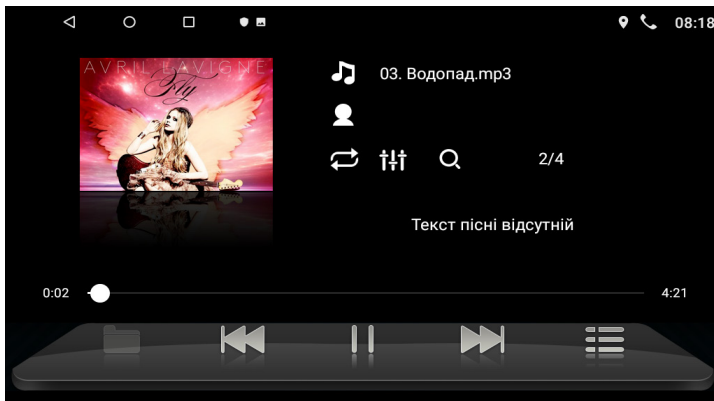 08:18
AVRIL LAVIGNE
Fly
03. Водопад.mp3
2/4
Текст пісні відсутній
0:02
4:21